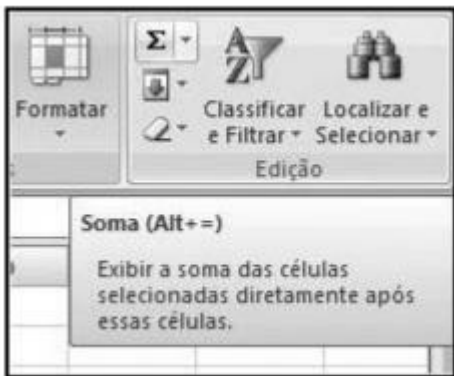 Σ
Formatar
Classificar e Filtrar
Localizar e Selecionar
Edição
Soma (Alt+=)
Exibir a soma das células
selecionadas diretamente após
essas células.